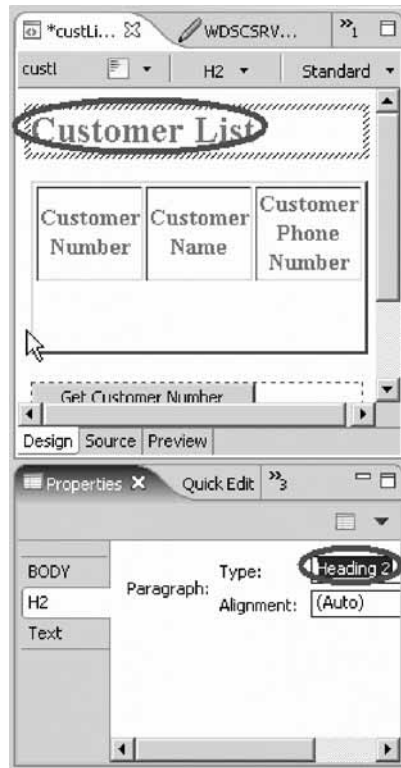 *custLi...
WDSCSRV...
»1
custl
H2
Standard
Customer List
Customer Number
Customer Name
Customer Phone Number
Get Customer Number
Design
Source
Preview
Properties
Quick Edit
»3
BODY
H2
Text
Paragraph:
Type:
Heading 2
Alignment:
(Auto)